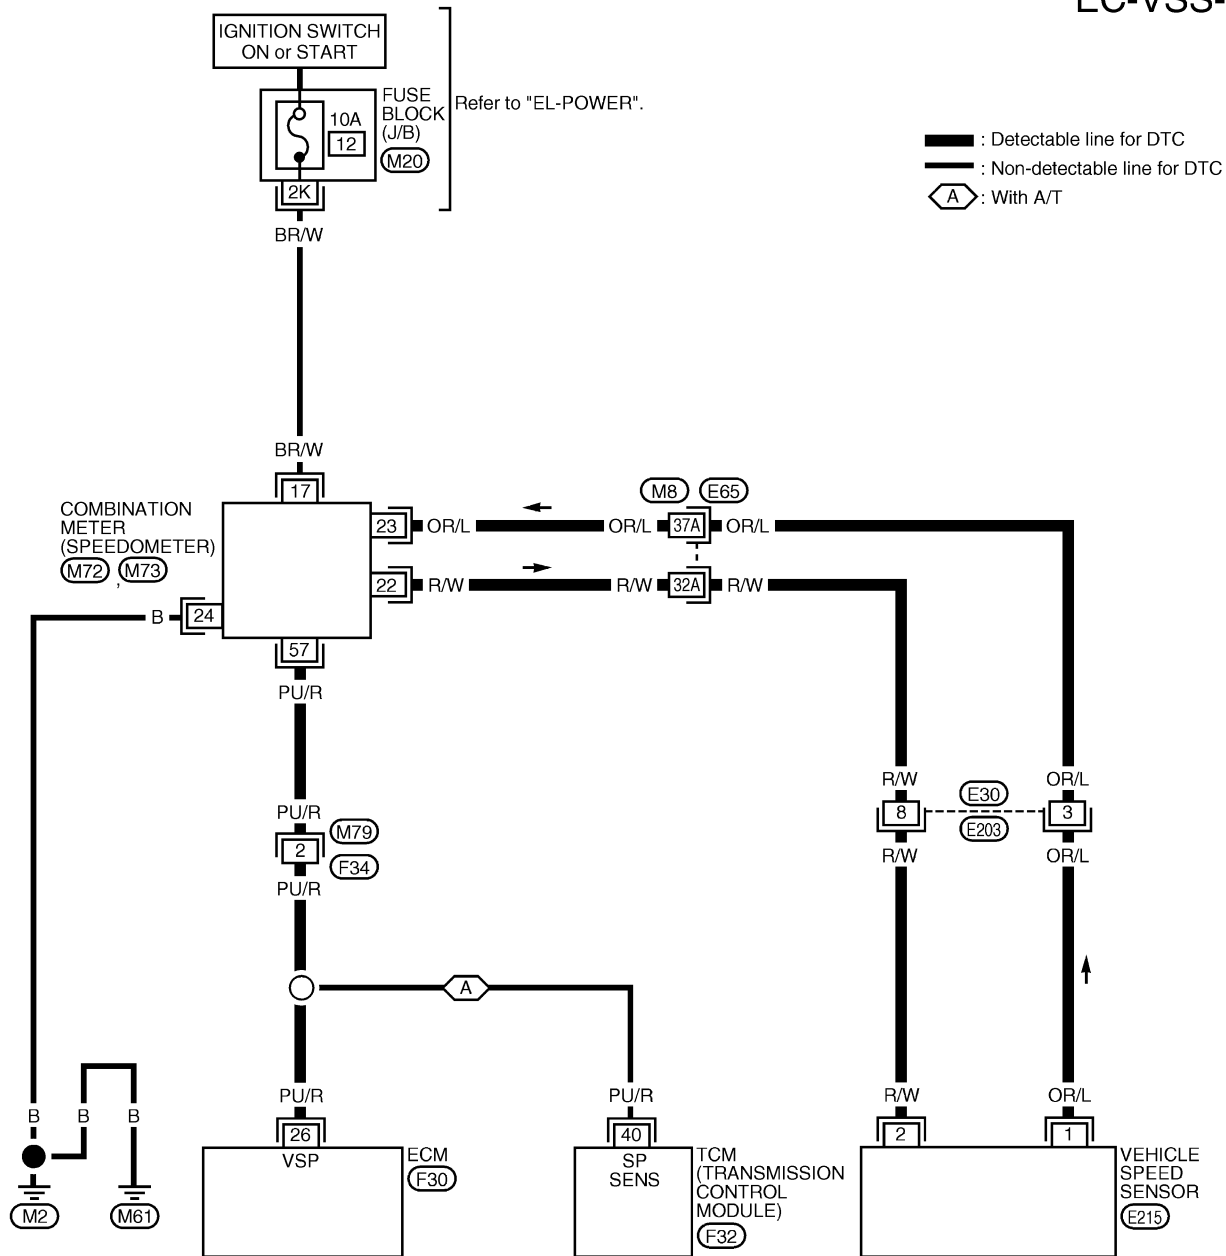 EC-VSS-
IGNITION SWITCH
ON or START
FUSE
BLOCK
(J/B)
M20
10A
12
2K
Refer to "EL-POWER".
: Detectable line for DTC
: Non-detectable line for DTC
A : With A/T
BR/W
BR/W
17
COMBINATION
METER
(SPEEDOMETER)
M72 , M73
M8 E65
23 OR/L OR/L 37A OR/L
22 R/W R/W 32A R/W
B 24
57
PU/R
R/W OR/L
PU/R
M79
2
F34
PU/R
E30
8 3
E203
R/W OR/L
A
PU/R PU/R R/W OR/L
B B B
26 40 2 1
VSP
ECM
F30
SP
SENS
TCM
(TRANSMISSION
CONTROL
MODULE)
F32
VEHICLE
SPEED
SENSOR
E215
M2 M61